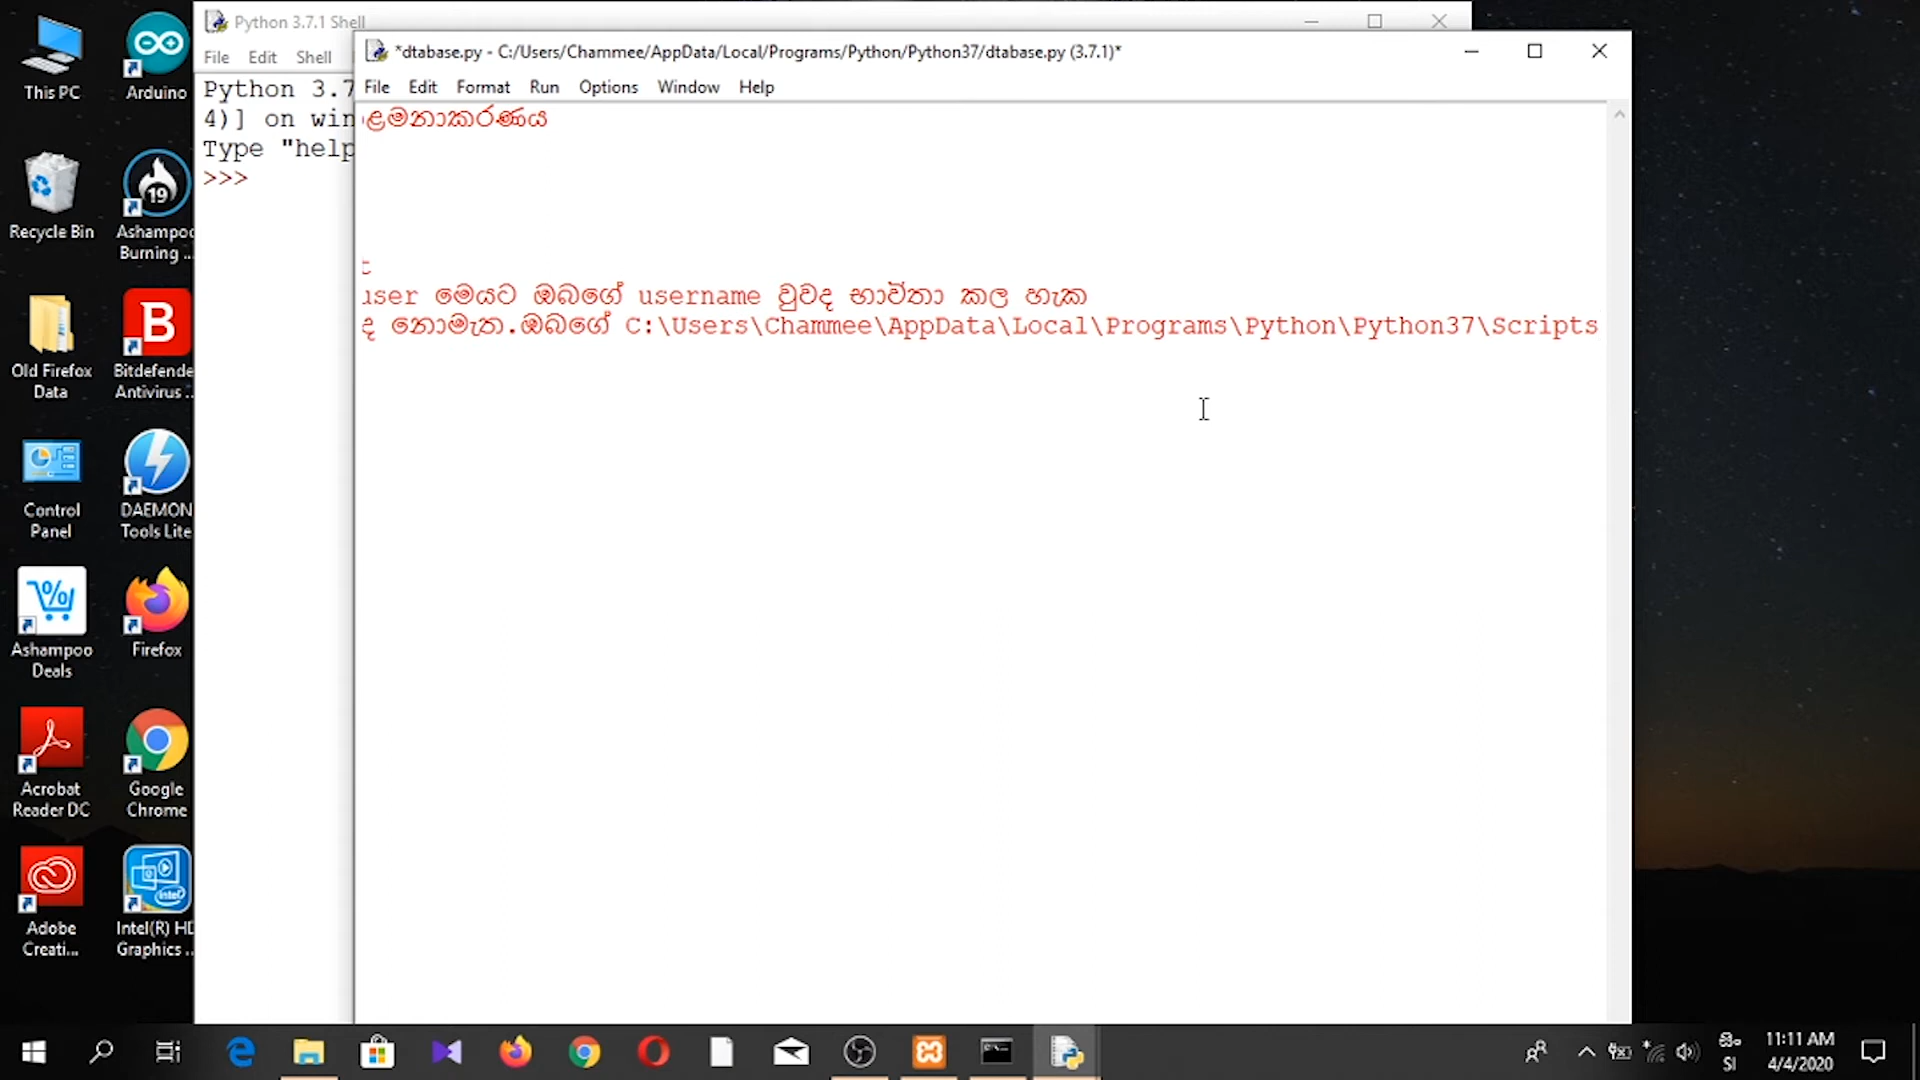 Python 3.7.1 Shell
File Edit Shell
Python 3.7
4)] on win
Type "help
>>>
*dtabase.py - C:/Users/Chammee/AppData/Local/Programs/Python/Python37/dtabase.py (3.7.1)*
File Edit Format Run Options Window Help
ළමනාකරණය
user මෙයට ඔබගේ username වුවද භාවිතා කල හැක
ද නොමැත.ඔබගේ C:\Users\Chammee\AppData\Local\Programs\Python\Python37\Scripts
This PC
Arduino
Recycle Bin
Ashampoo
Burning ...
19
Old Firefox
Data
Bitdefende
Antivirus ...
Control
Panel
DAEMON
Tools Lite
Ashampoo
Deals
Firefox
Acrobat
Reader DC
Google
Chrome
Adobe
Creati...
Intel(R) HD
Graphics ...
සිං
SI
11:11 AM
4/4/2020